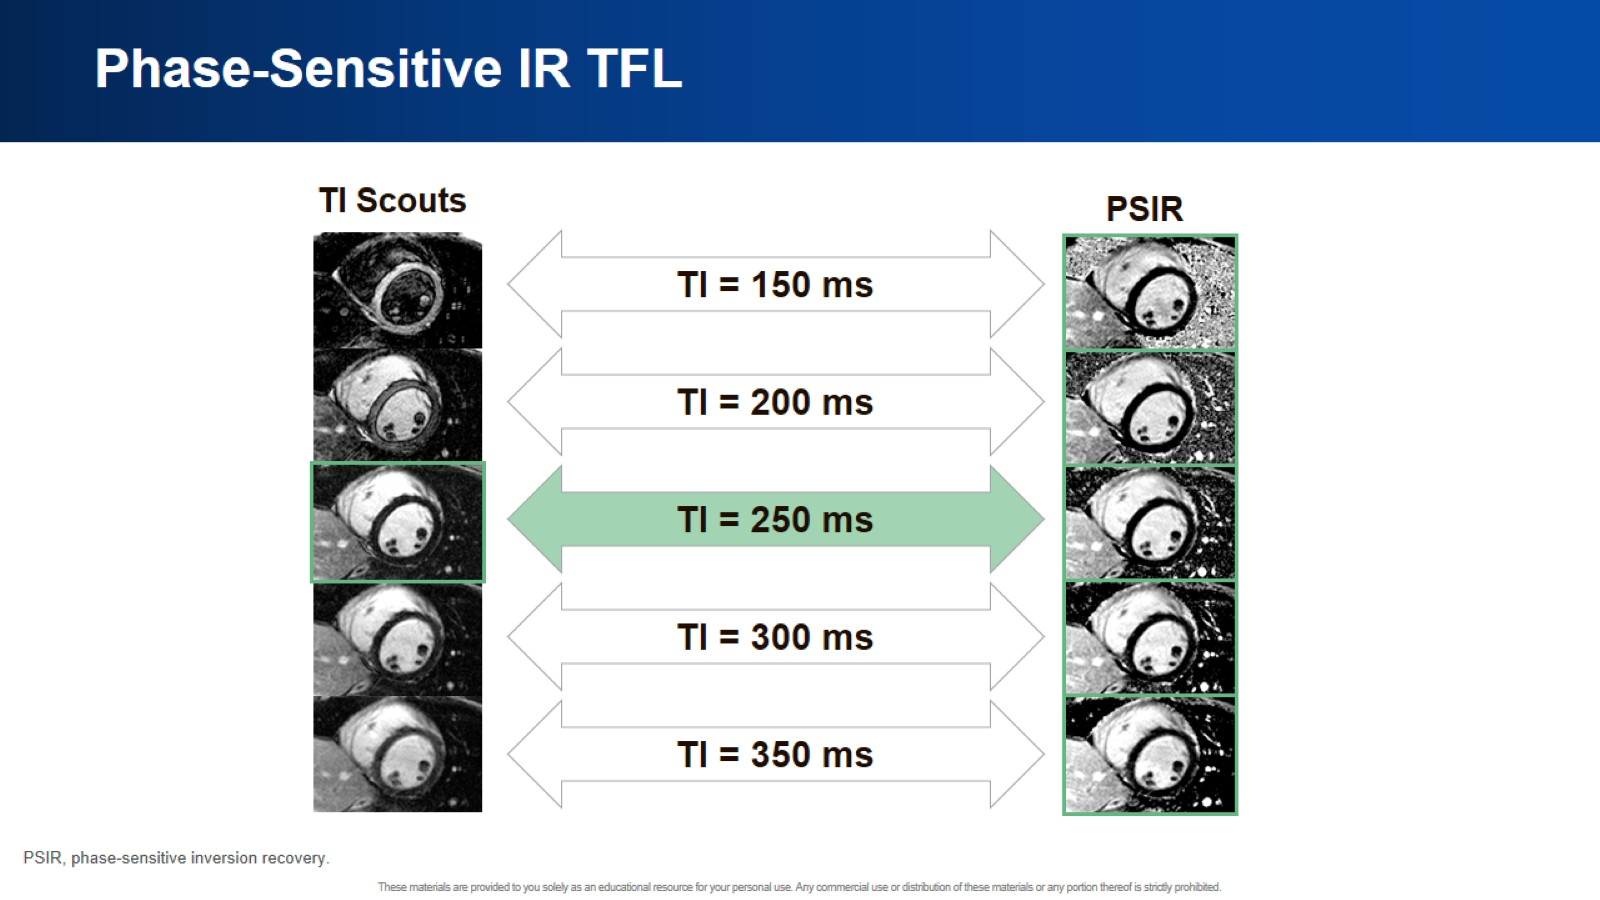 Phase-Sensitive IR TFL
TI Scouts
PSIR
TI = 150 ms
TI = 200 ms
TI = 250 ms
TI = 300 ms
TI = 350 ms
PSIR, phase-sensitive inversion recovery.
These materials are provided to you solely as an educational resource for your personal use. Any commercial use or distribution of these materials or any portion thereof is strictly prohibited.